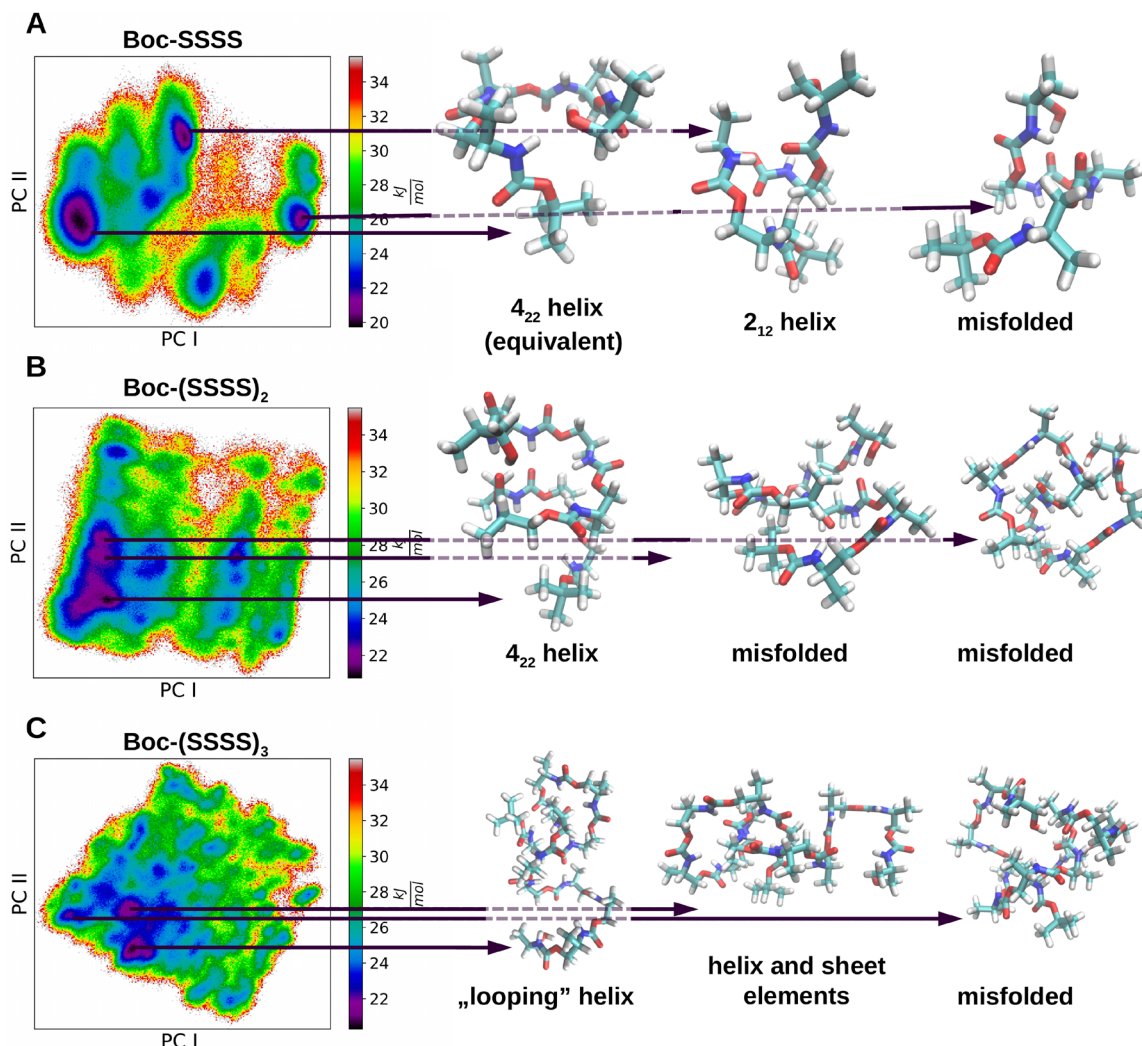 A
Boc-SSSS
34
32
30
28
26
24
22
20
kJ
mol
PC II
PC I
4₂₂ helix
(equivalent)
2₁₂ helix
misfolded
B
Boc-(SSSS)₂
34
32
30
28
26
24
22
kJ
mol
PC II
PC I
4₂₂ helix
misfolded
misfolded
C
Boc-(SSSS)₃
34
32
30
28
26
24
22
kJ
mol
PC II
PC I
„looping” helix
helix and sheet
elements
misfolded